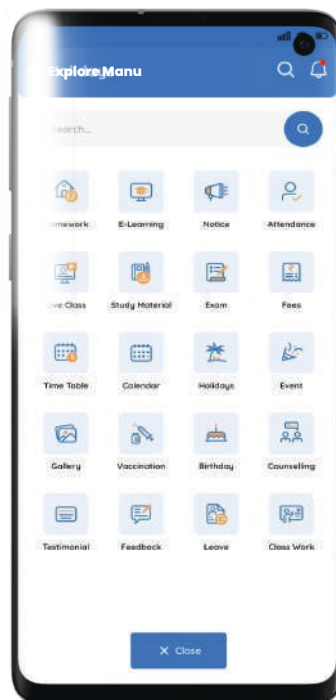 Explore Manu
Search...
Homework E-Learning Notice Attendance
Live Class Study Material Exam Fees
Time Table Calendar Holidays Event
Gallery Vaccination Birthday Counselling
Testimonial Feedback Leave Class Work
X Close